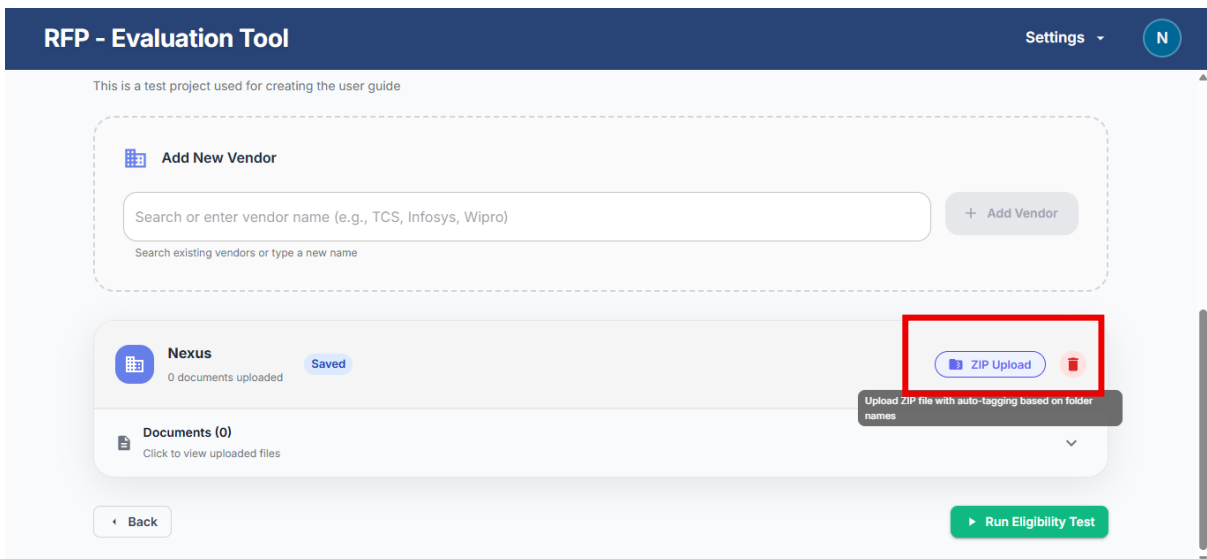 RFP - Evaluation Tool
Settings
N
This is a test project used for creating the user guide
Add New Vendor
Search or enter vendor name (e.g., TCS, Infosys, Wipro)
+ Add Vendor
Search existing vendors or type a new name
Nexus
0 documents uploaded
Saved
ZIP Upload
Upload ZIP file with auto-tagging based on folder
names
Documents (0)
Click to view uploaded files
Back
Run Eligibility Test